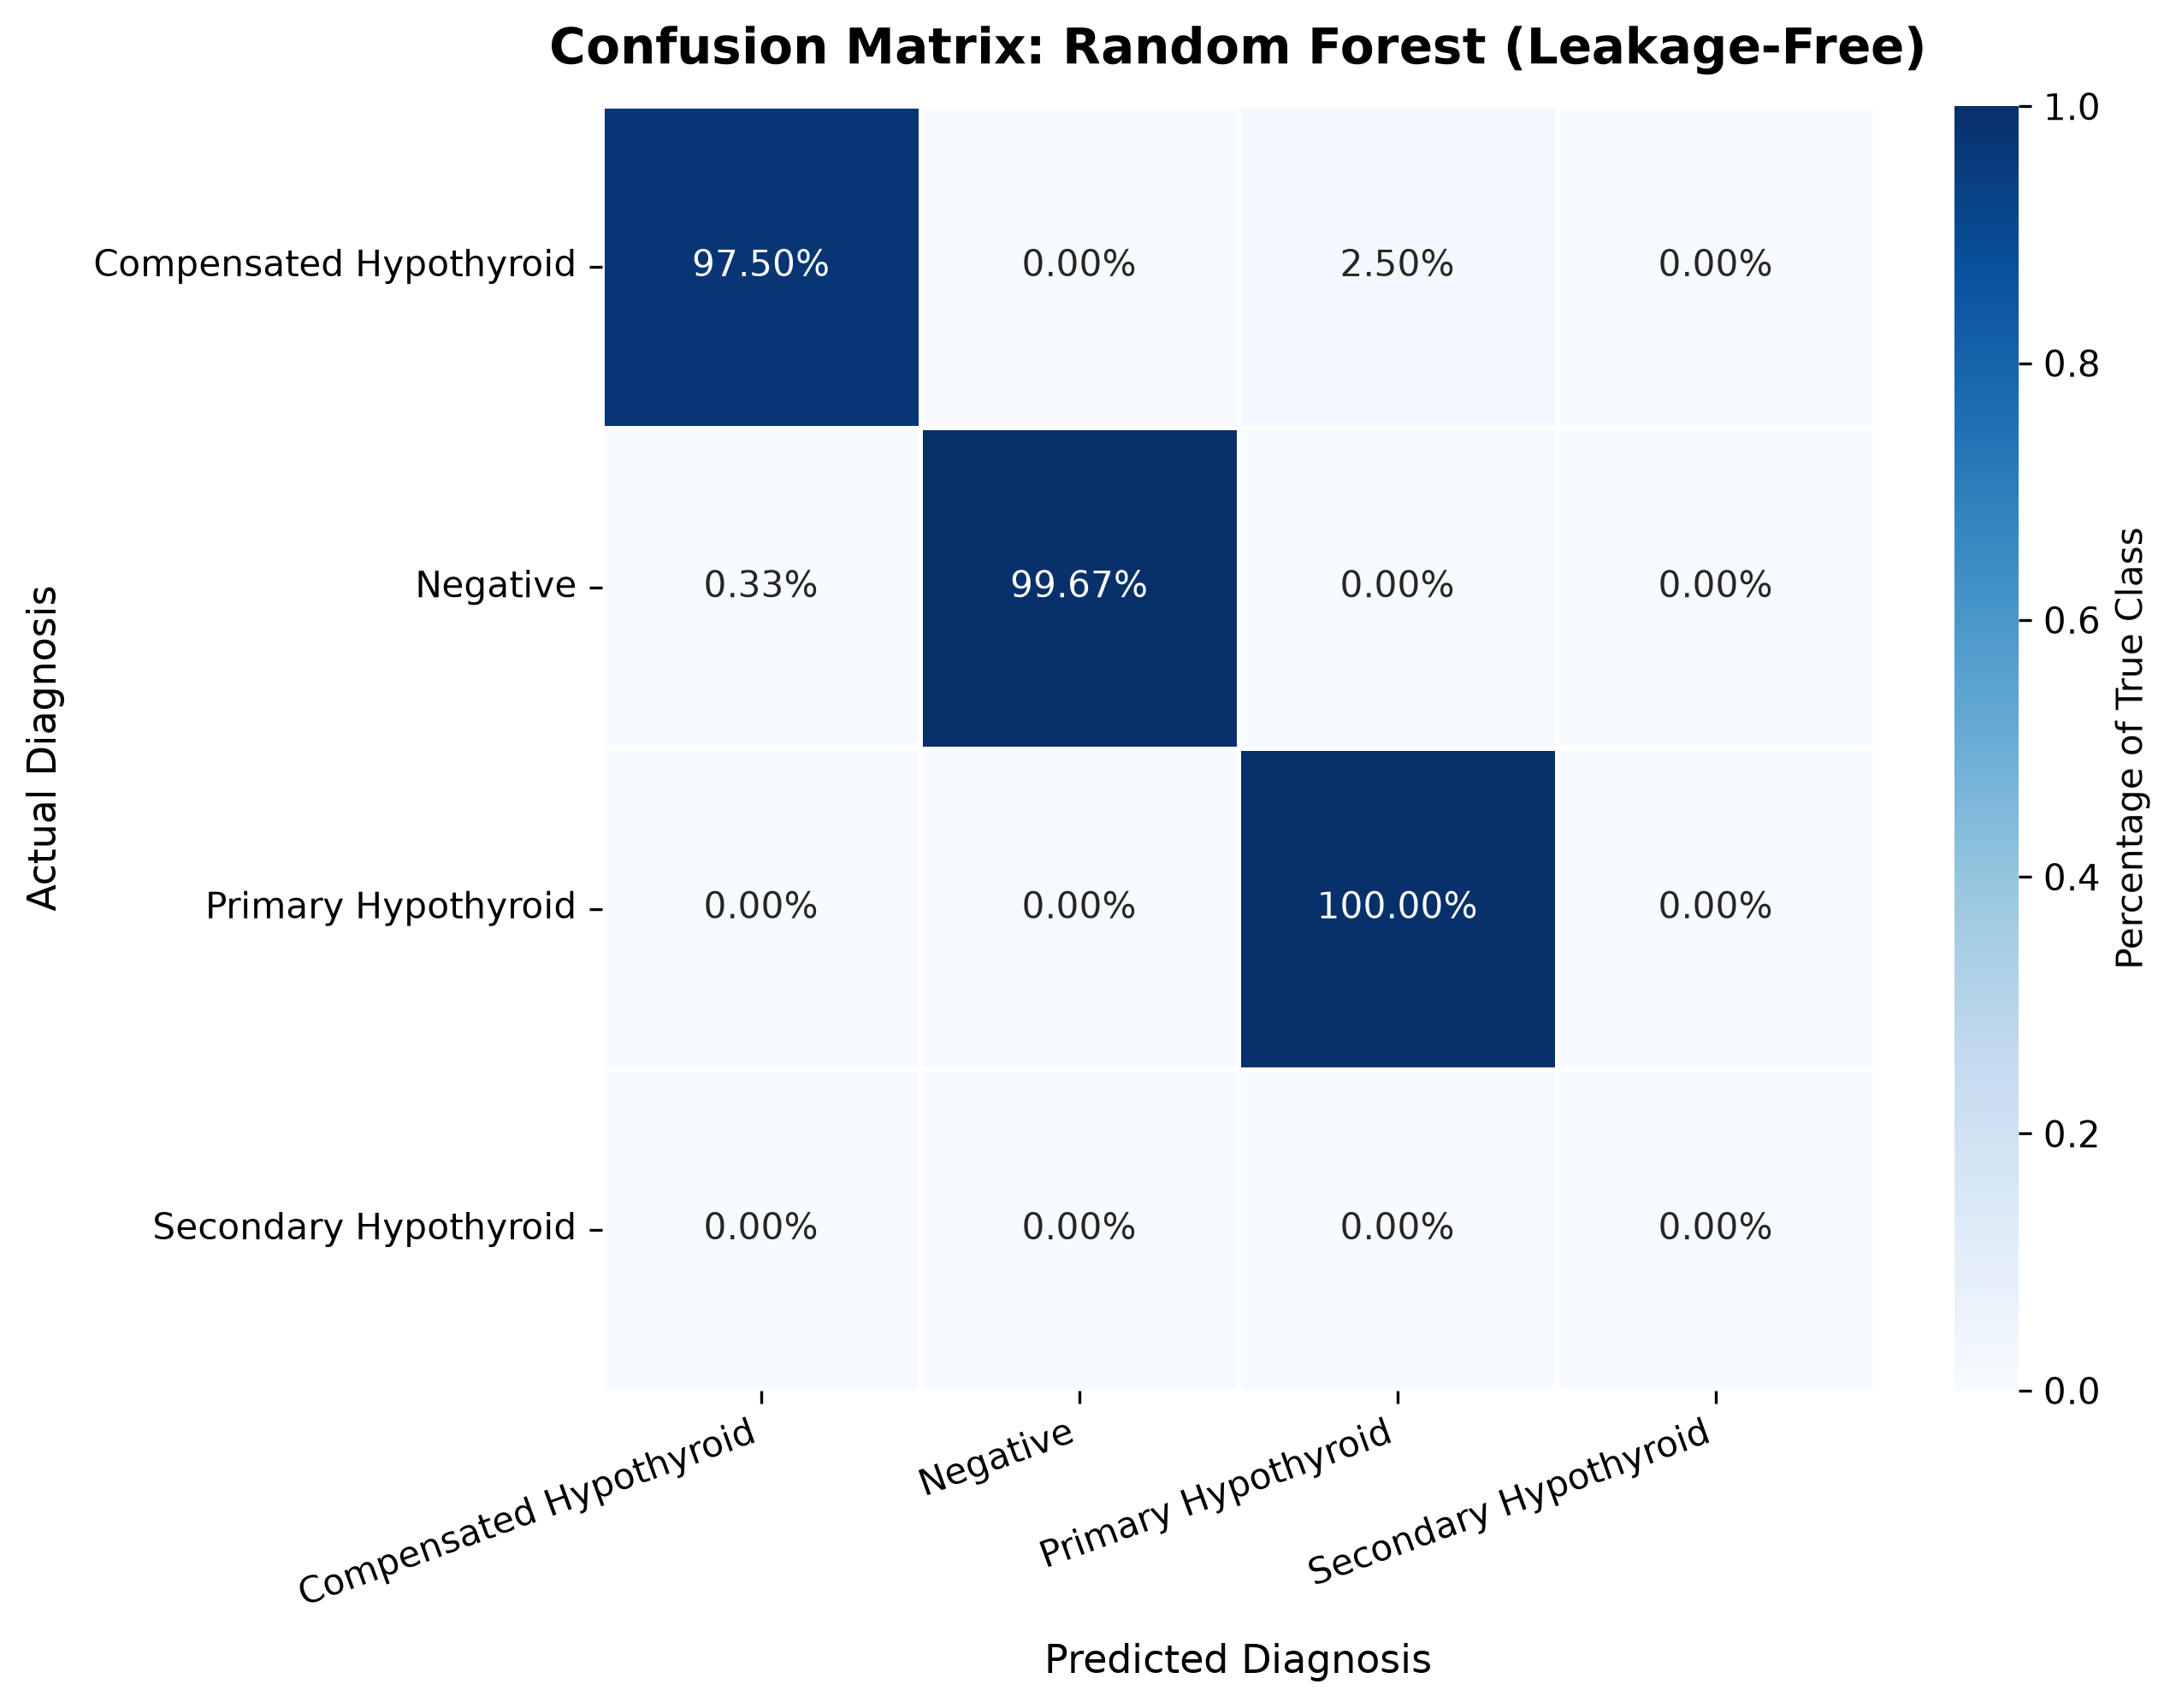 Confusion Matrix: Random Forest (Leakage-Free)
Actual Diagnosis
Compensated Hypothyroid
97.50% 0.00% 2.50% 0.00%
Negative
0.33% 99.67% 0.00% 0.00%
Primary Hypothyroid
0.00% 0.00% 100.00% 0.00%
Secondary Hypothyroid
0.00% 0.00% 0.00% 0.00%
Compensated Hypothyroid
Negative
Primary Hypothyroid
Secondary Hypothyroid
Predicted Diagnosis
1.0
0.8
0.6
0.4
0.2
0.0
Percentage of True Class